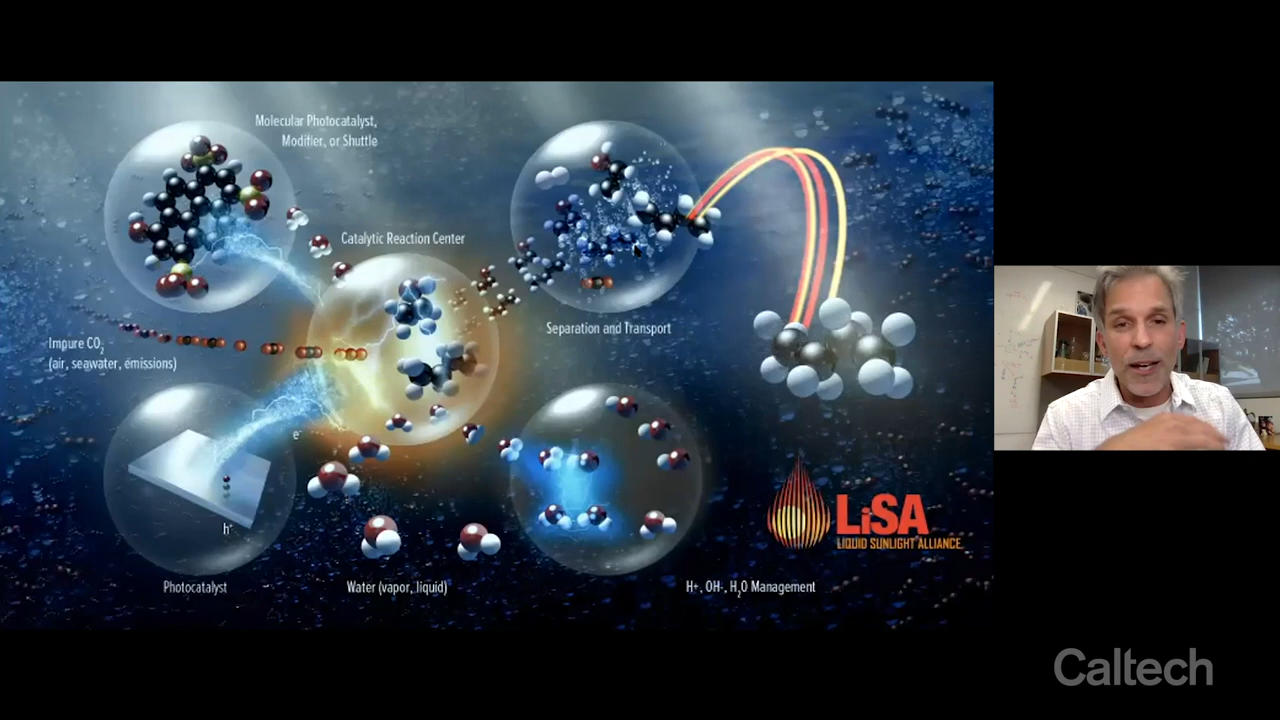 Molecular Photocatalyst,
Modifier, or Shuttle
Catalytic Reaction Center
Impure CO₂
(air, seawater, emissions)
Separation and Transport
e⁻
h⁺
Photocatalyst
Water (vapor, liquid)
H+, OH-, H₂O Management
LiSA
LIQUID SUNLIGHT ALLIANCE
Caltech